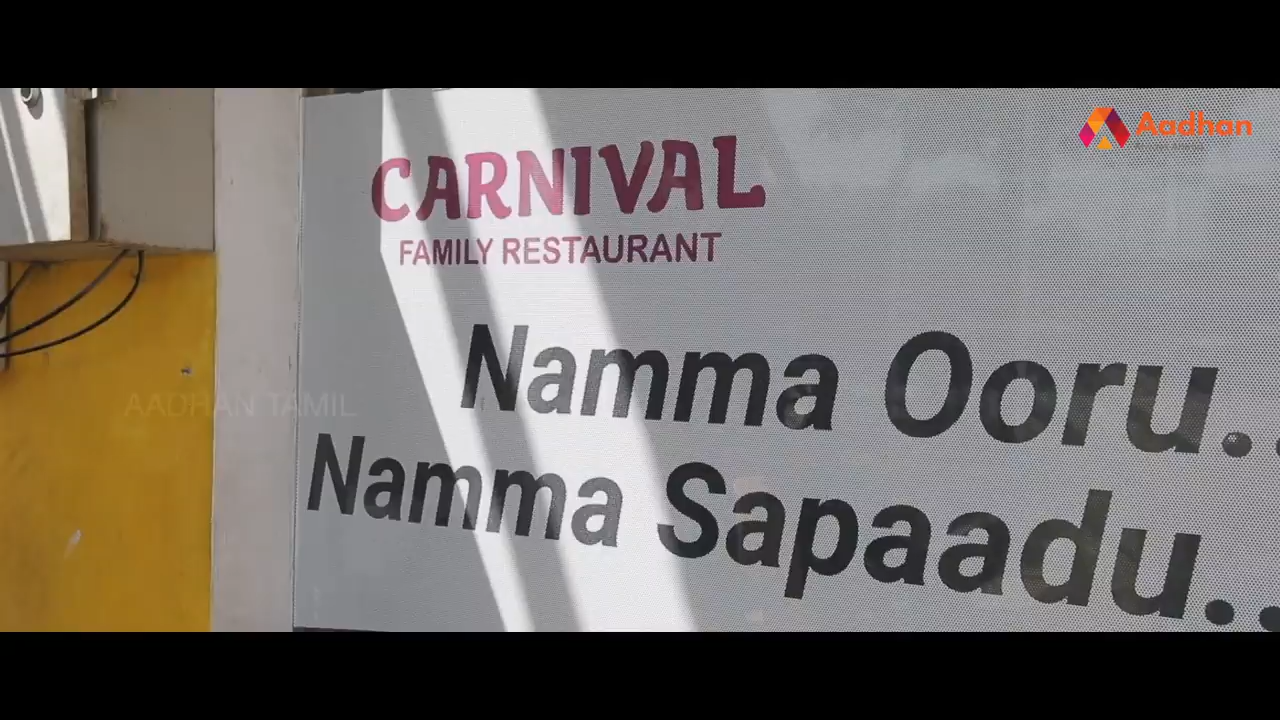 Aadhan
CARNIVAL
FAMILY RESTAURANT
Namma Ooru..
AADHAN TAMIL
Namma Sapaadu..